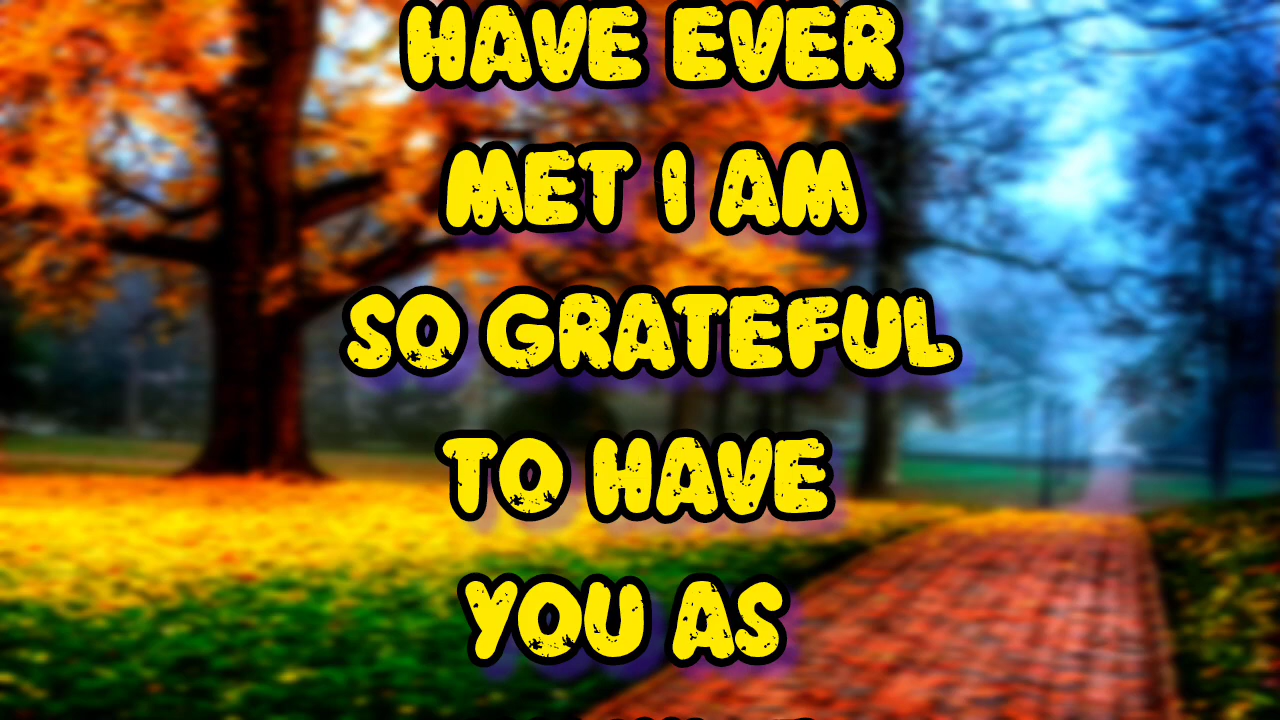 HAVE EVER
MET I AM
SO GRATEFUL
TO HAVE
YOU AS